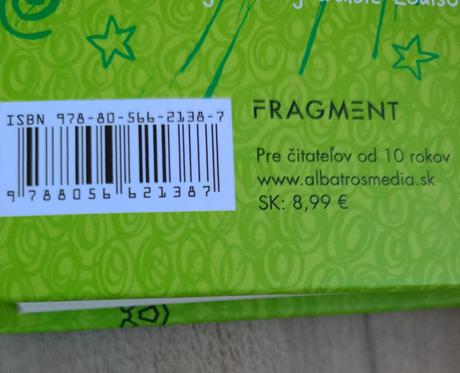 ISBN 978-80-566-2138-7
9 788056 621387
FRAGMENT
Pre čitateľov od 10 rokov
www.albatrosmedia.sk
SK: 8,99 €